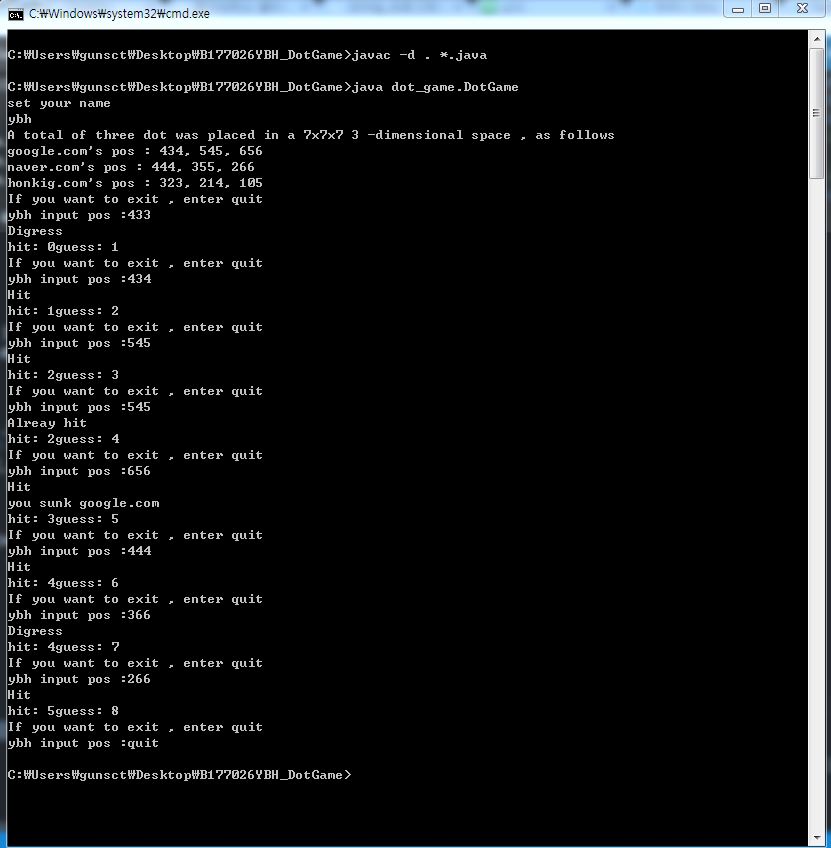 C:₩Windows₩system32₩cmd.exe
C:₩Users₩gunsct₩Desktop₩B177026YBH_DotGame>javac -d . *.java
C:₩Users₩gunsct₩Desktop₩B177026YBH_DotGame>java dot_game.DotGame
set your name
ybh
A total of three dot was placed in a 7x7x7 3 -dimensional space , as follows
google.com's pos : 434, 545, 656
naver.com's pos : 444, 355, 266
honkig.com's pos : 323, 214, 105
If you want to exit , enter quit
ybh input pos :433
Digress
hit: 0guess: 1
If you want to exit , enter quit
ybh input pos :434
Hit
hit: 1guess: 2
If you want to exit , enter quit
ybh input pos :545
Hit
hit: 2guess: 3
If you want to exit , enter quit
ybh input pos :545
Alreay hit
hit: 2guess: 4
If you want to exit , enter quit
ybh input pos :656
Hit
you sunk google.com
hit: 3guess: 5
If you want to exit , enter quit
ybh input pos :444
Hit
hit: 4guess: 6
If you want to exit , enter quit
ybh input pos :366
Digress
hit: 4guess: 7
If you want to exit , enter quit
ybh input pos :266
Hit
hit: 5guess: 8
If you want to exit , enter quit
ybh input pos :quit
C:₩Users₩gunsct₩Desktop₩B177026YBH_DotGame>